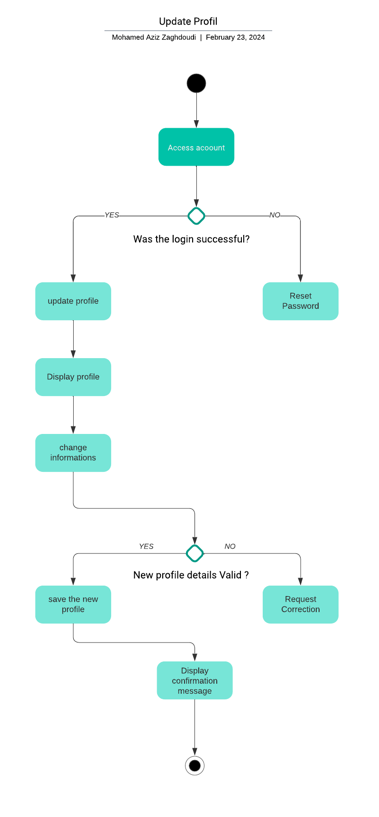 Update Profil
Mohamed Aziz Zaghdoudi | February 23, 2024
Access acoount
YES
NO
Was the login successful?
update profile
Reset
Password
Display profile
change
informations
YES
NO
New profile details Valid ?
save the new
profile
Request
Correction
Display
confirmation
message